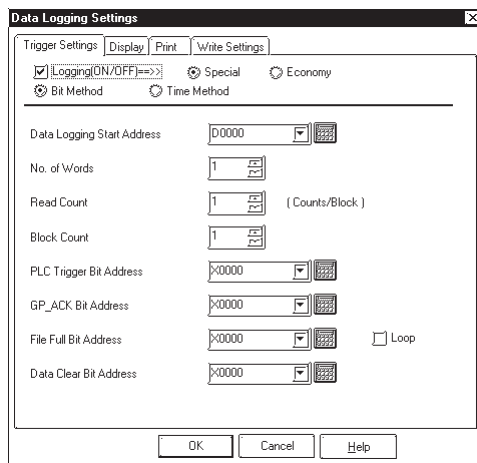 Data Logging Settings
Trigger Settings Display Print Write Settings
Logging(ON/OFF)==>> Special Economy
Bit Method Time Method
Data Logging Start Address D0000
No. of Words 1
Read Count 1 ( Counts/Block )
Block Count 1
PLC Trigger Bit Address X0000
GP_ACK Bit Address X0000
File Full Bit Address X0000 Loop
Data Clear Bit Address X0000
OK Cancel Help